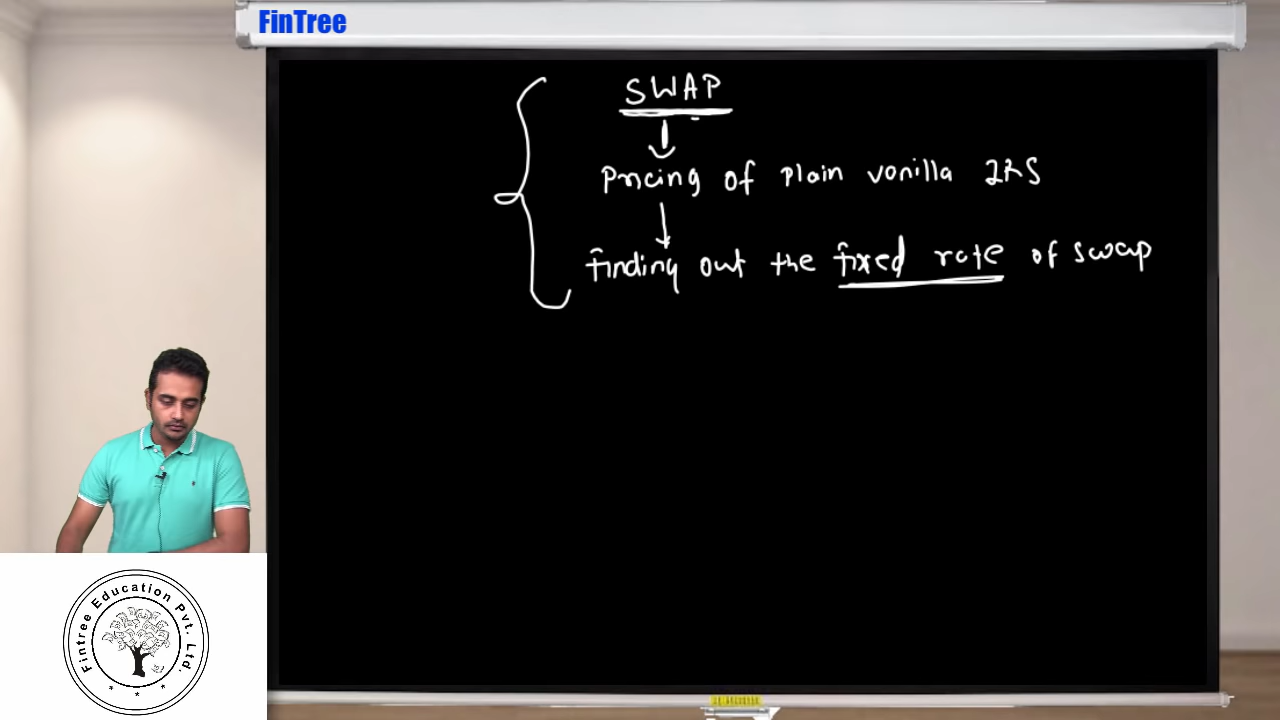 FinTree
SWAP
Pricing of plain vanilla IRS
finding out the fixed rate of swap
Fintree Education Pvt. Ltd.